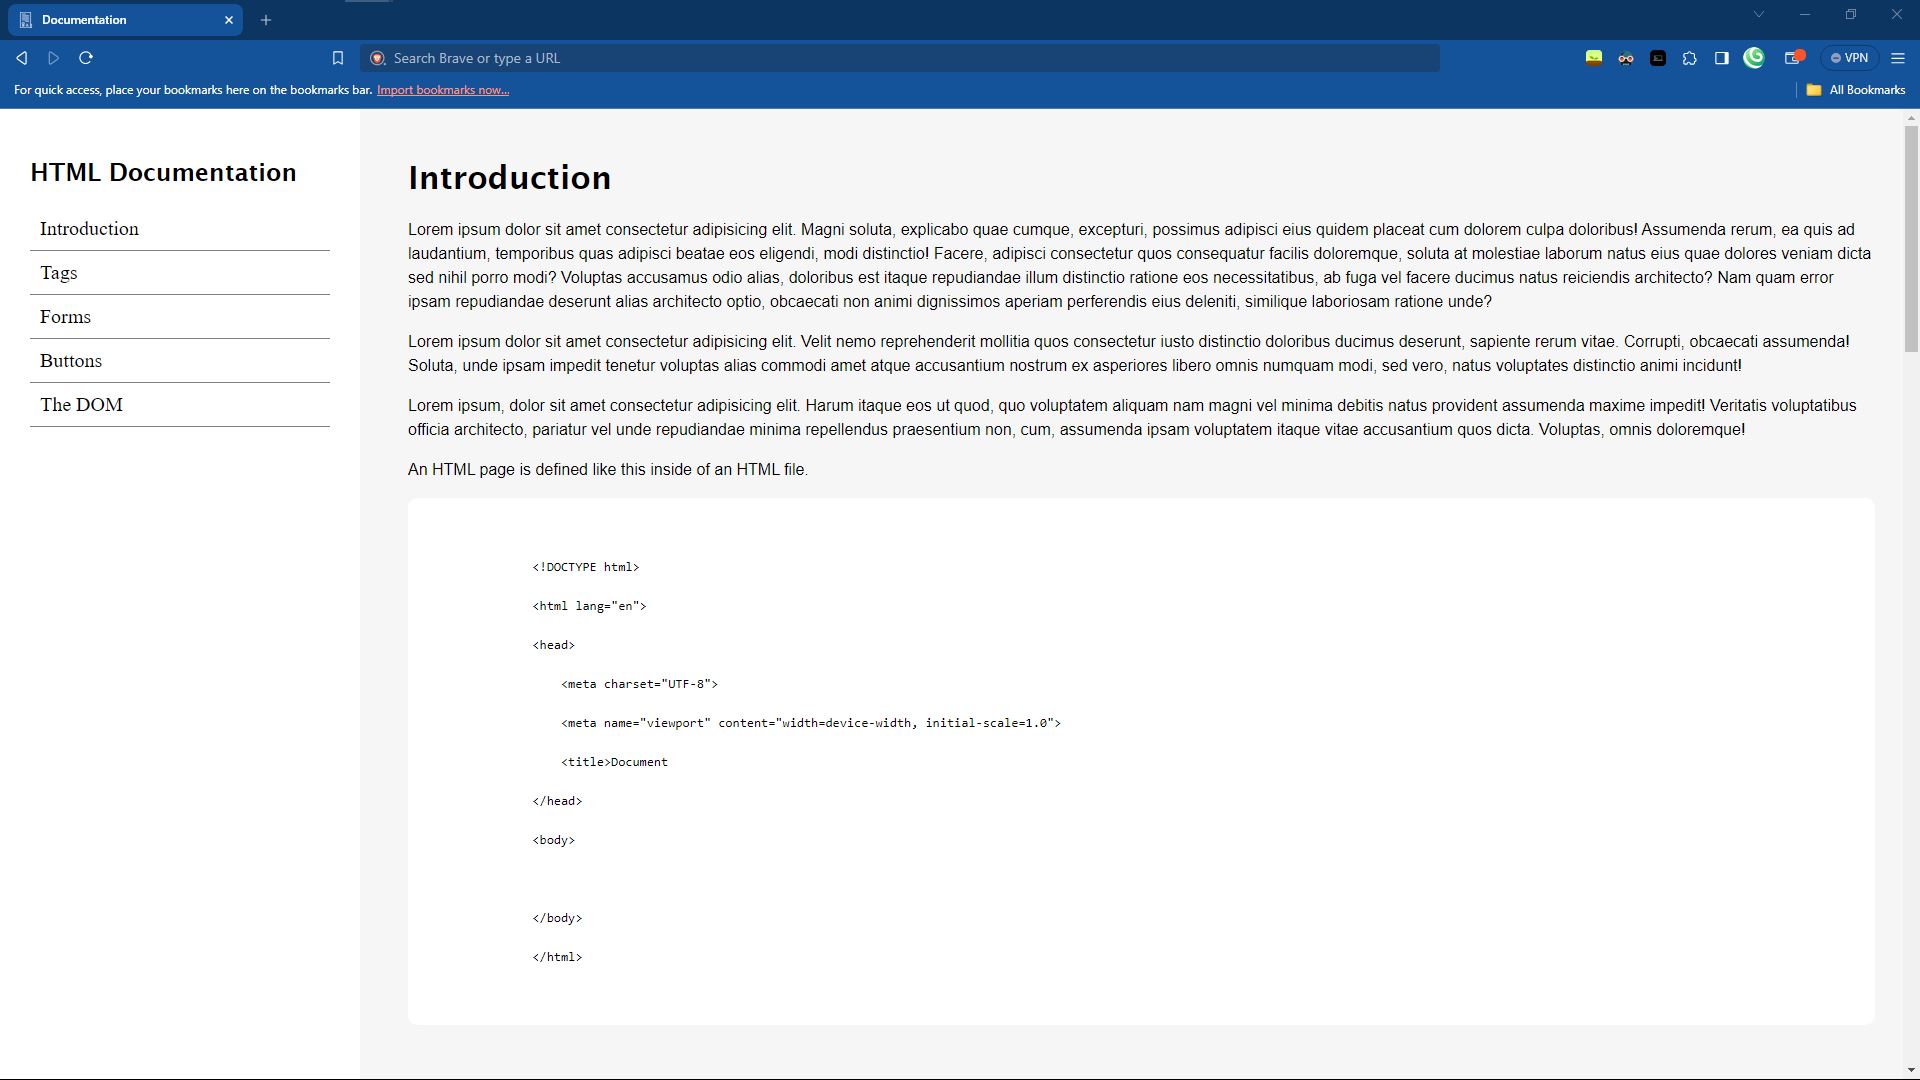 Documentation
Search Brave or type a URL
VPN
For quick access, place your bookmarks here on the bookmarks bar. Import bookmarks now...
All Bookmarks
HTML Documentation
Introduction
Tags
Forms
Buttons
The DOM
Introduction
Lorem ipsum dolor sit amet consectetur adipisicing elit. Magni soluta, explicabo quae cumque, excepturi, possimus adipisci eius quidem placeat cum dolorem culpa doloribus! Assumenda rerum, ea quis ad
laudantium, temporibus quas adipisci beatae eos eligendi, modi distinctio! Facere, adipisci consectetur quos consequatur facilis doloremque, soluta at molestiae laborum natus eius quae dolores veniam dicta
sed nihil porro modi? Voluptas accusamus odio alias, doloribus est itaque repudiandae illum distinctio ratione eos necessitatibus, ab fuga vel facere ducimus natus reiciendis architecto? Nam quam error
ipsam repudiandae deserunt alias architecto optio, obcaecati non animi dignissimos aperiam perferendis eius deleniti, similique laboriosam ratione unde?
Lorem ipsum dolor sit amet consectetur adipisicing elit. Velit nemo reprehenderit mollitia quos consectetur iusto distinctio doloribus ducimus deserunt, sapiente rerum vitae. Corrupti, obcaecati assumenda!
Soluta, unde ipsam impedit tenetur voluptas alias commodi amet atque accusantium nostrum ex asperiores libero omnis numquam modi, sed vero, natus voluptates distinctio animi incidunt!
Lorem ipsum, dolor sit amet consectetur adipisicing elit. Harum itaque eos ut quod, quo voluptatem aliquam nam magni vel minima debitis natus provident assumenda maxime impedit! Veritatis voluptatibus
officia architecto, pariatur vel unde repudiandae minima repellendus praesentium non, cum, assumenda ipsam voluptatem itaque vitae accusantium quos dicta. Voluptas, omnis doloremque!
An HTML page is defined like this inside of an HTML file.
<!DOCTYPE html>
<html lang="en">
<head>
<meta charset="UTF-8">
<meta name="viewport" content="width=device-width, initial-scale=1.0">
<title>Document
</head>
<body>
</body>
</html>